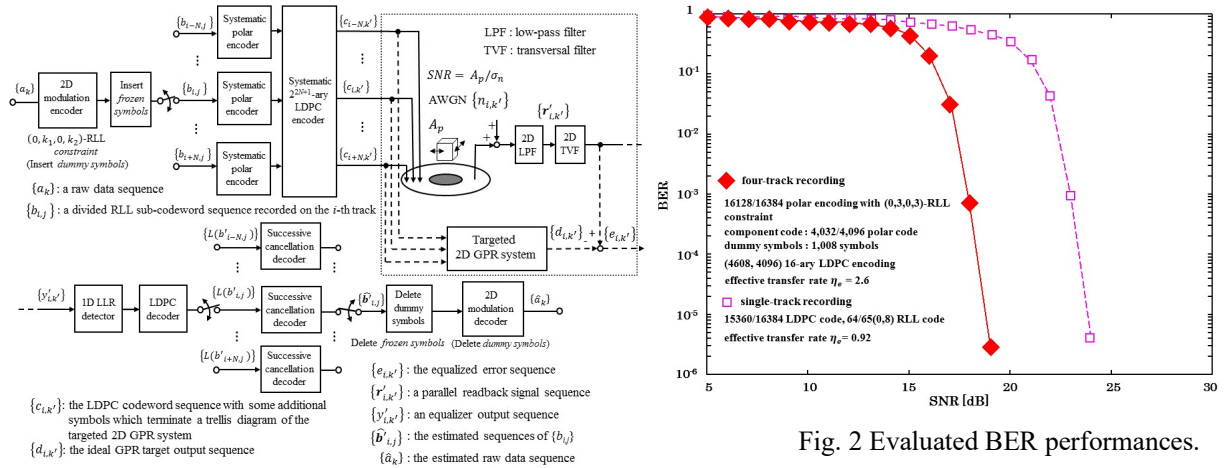 {b_{i−N,j}}
Systematic
polar
encoder
{c_{i−N,k'}}
LPF : low-pass filter
TVF : transversal filter
SNR = A_p/σ_n
AWGN {n_{i,k'}}
A_p
{r'_{i,k'}}
{a_k}
2D
modulation
encoder
Insert
frozen
symbols
{b_{i,j}}
Systematic
polar
encoder
Systematic
2^{2N+1}-ary
LDPC
encoder
{c_{i,k'}}
+
+
2D
LPF
2D
TVF
(0, k_1, 0, k_2)-RLL
constraint
(Insert dummy symbols)
{b_{i+N,j}}
Systematic
polar
encoder
{c_{i+N,k'}}
{a_k} : a raw data sequence
{b_{i,j}} : a divided RLL sub-codeword sequence recorded on the i-th track
Targeted
2D GPR system
{d_{i,k'}}
- +
{e_{i,k'}}
{L(b'_{i−N,j})}
Successive
cancellation
decoder
{y'_{i,k'}}
1D LLR
detector
LDPC
decoder
{L(b'_{i,j})}
Successive
cancellation
decoder
{b̂'_{i,j}}
Delete
dummy
symbols
2D
modulation
decoder
{â_k}
Delete frozen symbols
(Delete dummy symbols)
{L(b'_{i+N,j})}
Successive
cancellation
decoder
{e_{i,k'}} : the equalized error sequence
{r'_{i,k'}} : a parallel readback signal sequence
{y'_{i,k'}} : an equalizer output sequence
{b̂'_{i,j}} : the estimated sequences of {b_{ij}}
{â_k} : the estimated raw data sequence
{c_{i,k'}} : the LDPC codeword sequence with some additional
symbols which terminate a trellis diagram of the
targeted 2D GPR system
{d_{i,k'}} : the ideal GPR target output sequence
1
10^{-1}
10^{-2}
10^{-3}
10^{-4}
10^{-5}
10^{-6}
BER
four-track recording
16128/16384 polar encoding with (0,3,0,3)-RLL
constraint
component code : 4,032/4,096 polar code
dummy symbols : 1,008 symbols
(4608, 4096) 16-ary LDPC encoding
effective transfer rate η_e = 2.6
single-track recording
15360/16384 LDPC code, 64/65(0,8) RLL code
effective transfer rate η_e = 0.92
5 10 15 20 25 30
SNR [dB]
Fig. 2 Evaluated BER performances.